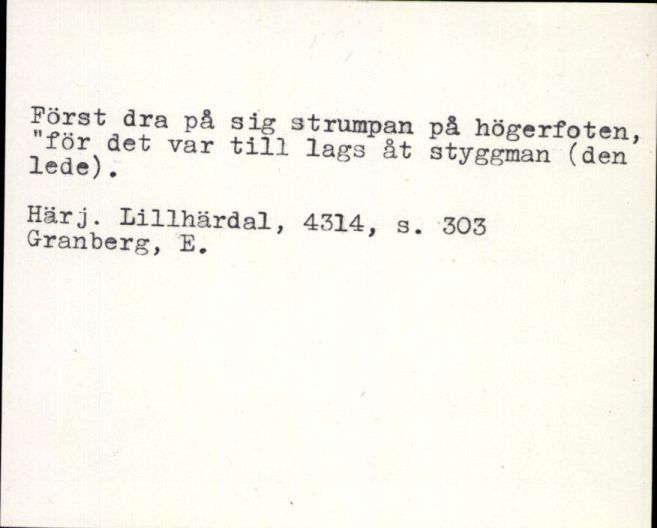 Först dra på sig strumpan på högerfoten,
"för det var till lags åt styggman (den
lede).
Härj. Lillhärdal, 4314, s. 303
Granberg, E.